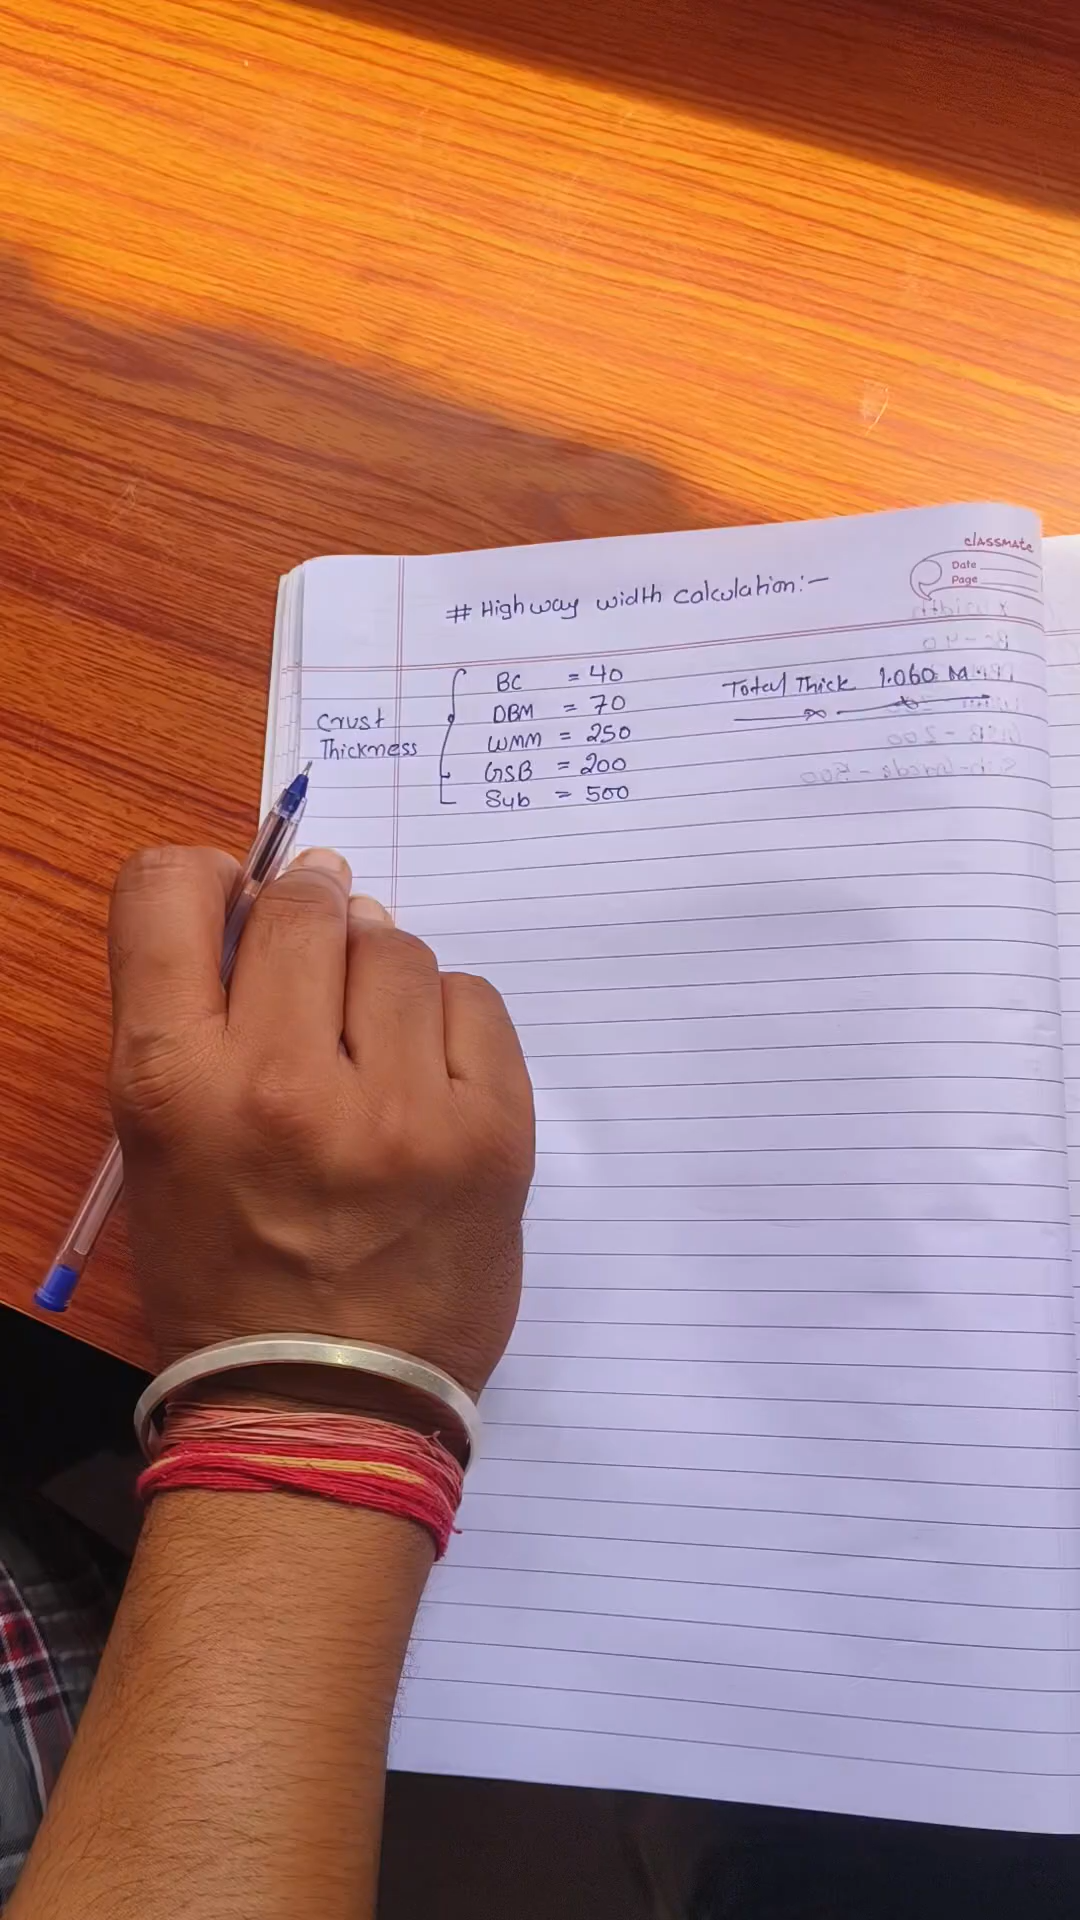 classmate
Date
Page
# Highway width calculation:-
BC = 40
DBM = 70
WMM = 250
GSB = 200
Sub = 500
Crust
Thickness
Total Thick 1.060 M